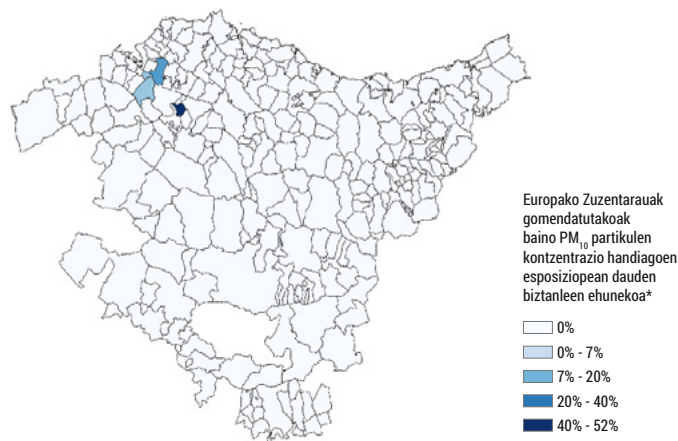 Europako Zuzentarauak
gomendatutakoak
baino PM₁₀ partikulen
kontzentrazio handiagoen
esposiziopean dauden
biztanleen ehunekoa*
0%
0% - 7%
7% - 20%
20% - 40%
40% - 52%